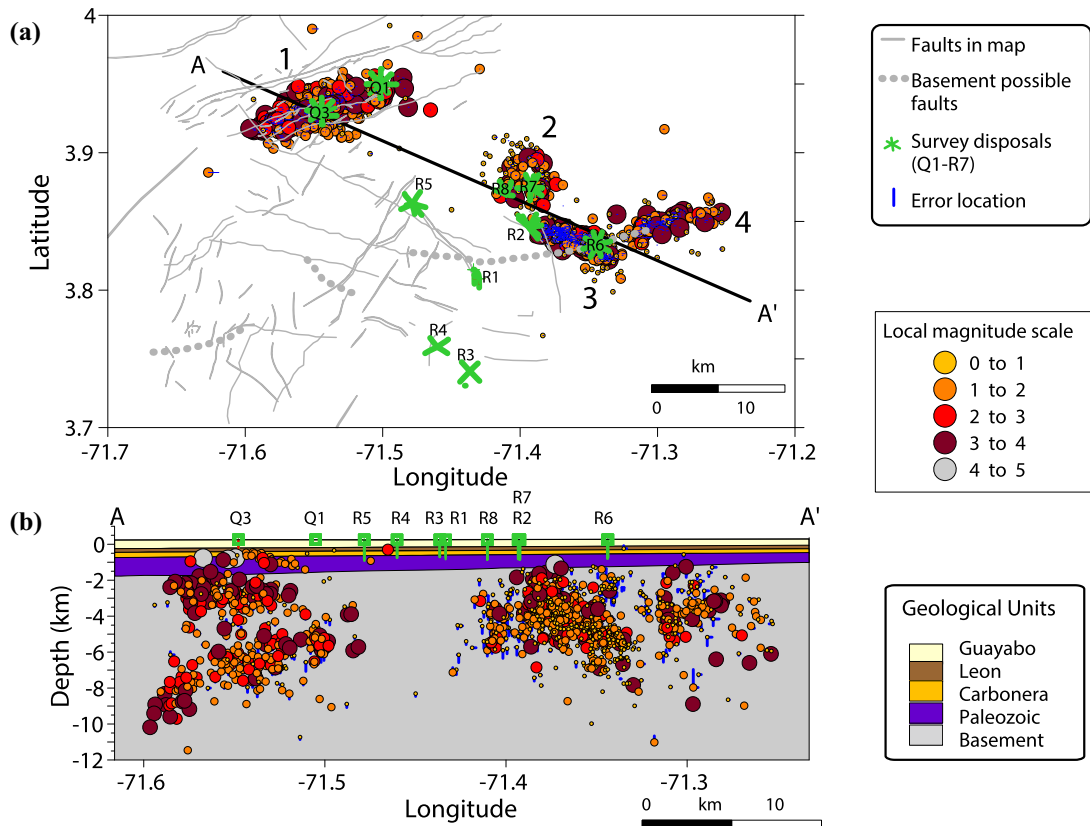 (a)
4
3.9
3.8
3.7
Latitude
A
1
Q1
Q3
2
R8
R7
R5
R2
R6
4
R1
3
A'
R4
R3
km
0 10
-71.7 -71.6 -71.5 -71.4 -71.3 -71.2
Longitude
Faults in map
Basement possible
faults
Survey disposals
(Q1-R7)
Error location
Local magnitude scale
0 to 1
1 to 2
2 to 3
3 to 4
4 to 5
(b)
A Q3 Q1 R5 R4 R3 R1 R8 R7 R2 R6 A'
0
-2
-4
-6
-8
-10
-12
Depth (km)
-71.6 -71.5 -71.4 -71.3
Longitude
0 km 10
Geological Units
Guayabo
Leon
Carbonera
Paleozoic
Basement